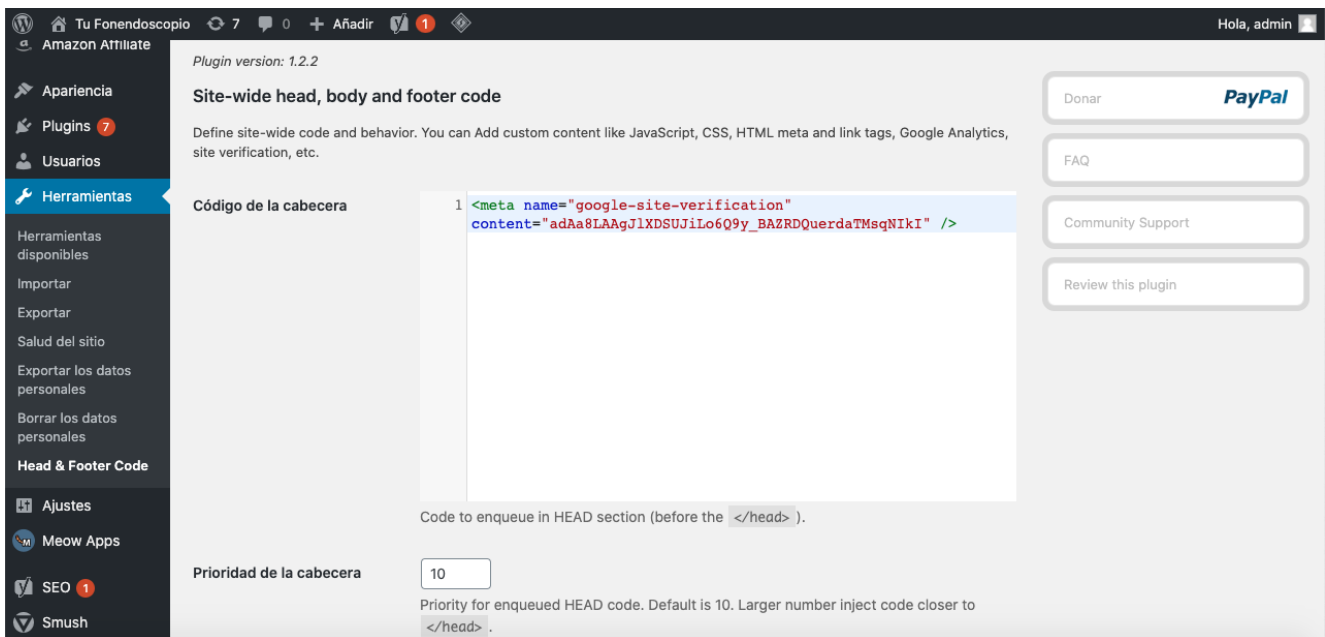 Tu Fonendoscopio 7 0 + Añadir 1 Hola, admin
Amazon Affiliate
Apariencia
Plugins 7
Usuarios
Herramientas
Herramientas
disponibles
Importar
Exportar
Salud del sitio
Exportar los datos
personales
Borrar los datos
personales
Head & Footer Code
Ajustes
Meow Apps
SEO 1
Smush
Plugin version: 1.2.2
Site-wide head, body and footer code
Define site-wide code and behavior. You can Add custom content like JavaScript, CSS, HTML meta and link tags, Google Analytics,
site verification, etc.
Código de la cabecera
1 <meta name="google-site-verification"
content="adAa8LAAgJlXDSUJiLo6Q9y_BAZRDQuerdaTMsqNIkI" />
Code to enqueue in HEAD section (before the </head> ).
Prioridad de la cabecera
10
Priority for enqueued HEAD code. Default is 10. Larger number inject code closer to
</head> .
Donar PayPal
FAQ
Community Support
Review this plugin